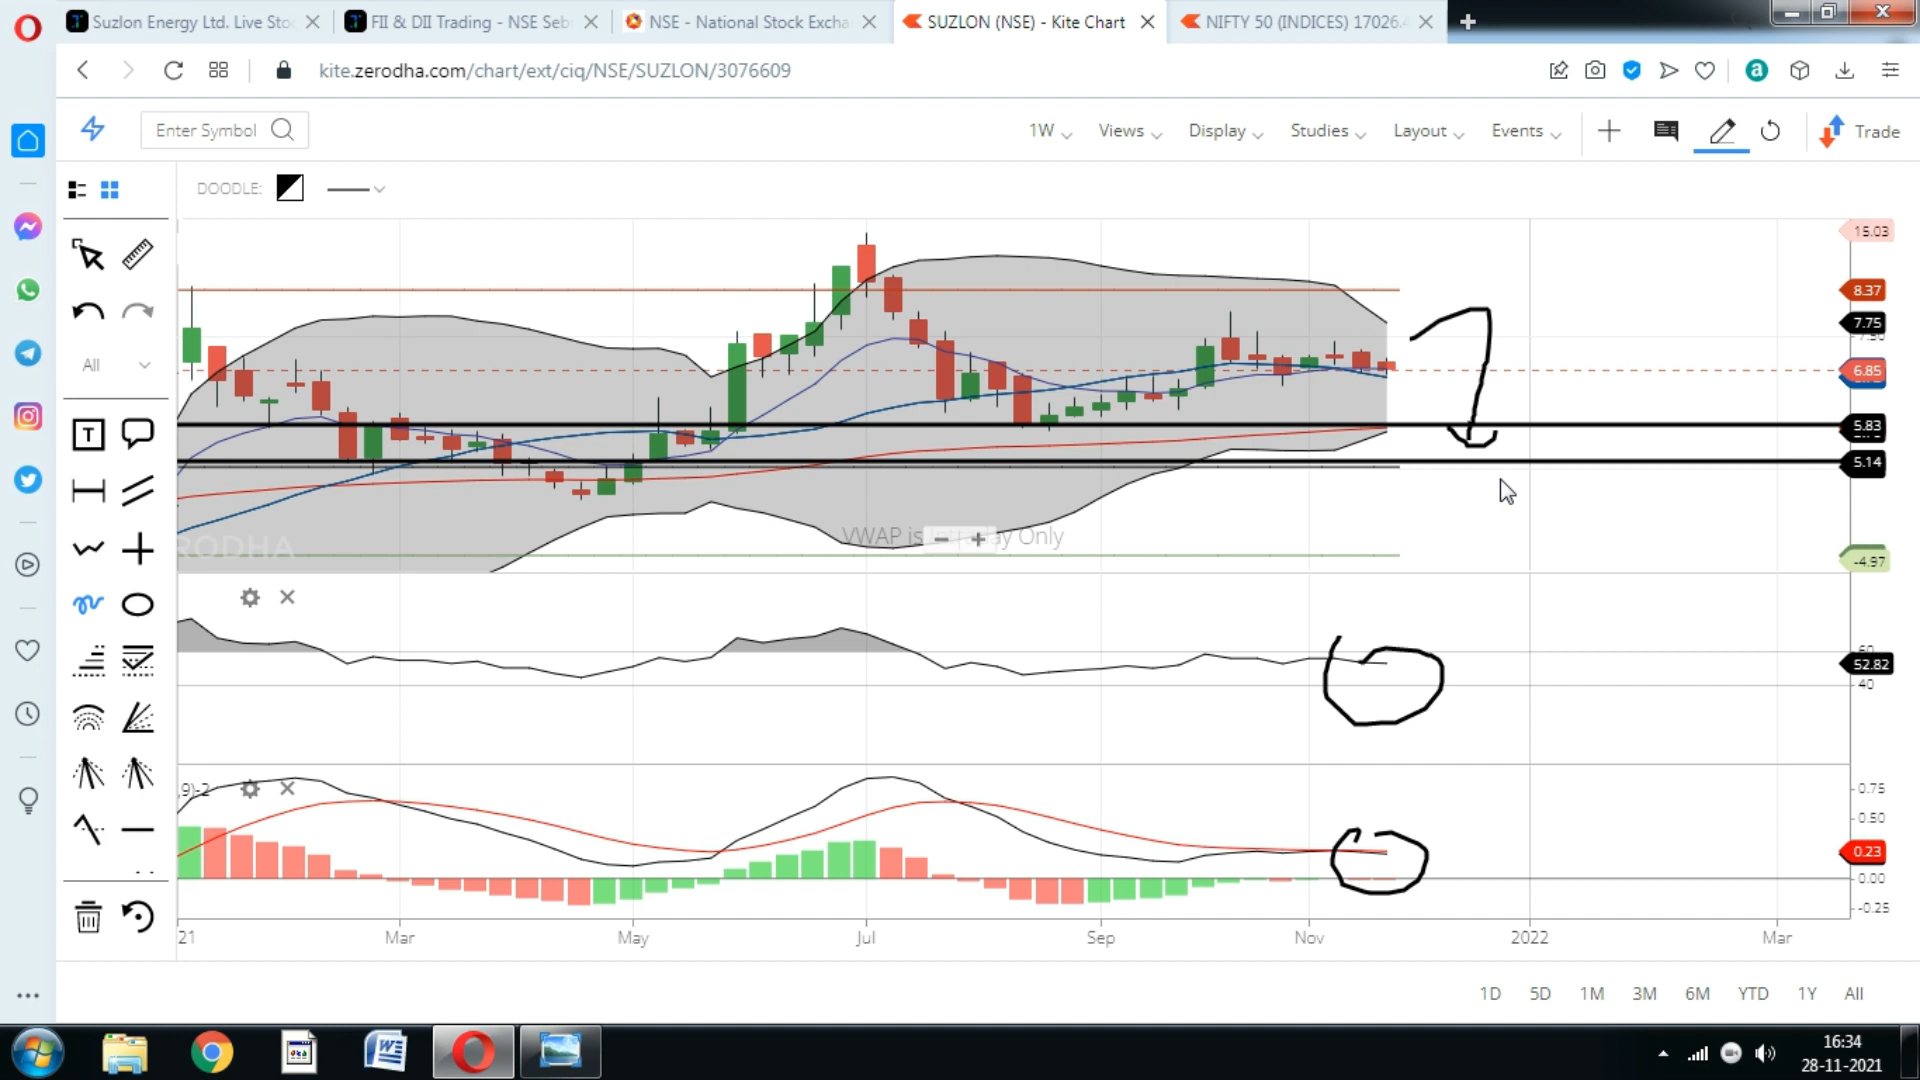 Suzlon Energy Ltd. Live Sto
FII & DII Trading - NSE Seb
NSE - National Stock Excha
SUZLON (NSE) - Kite Chart
NIFTY 50 (INDICES) 17026.
kite.zerodha.com/chart/ext/ciq/NSE/SUZLON/3076609
Enter Symbol
1W
Views
Display
Studies
Layout
Events
Trade
DOODLE:
All
T
15.03
8.37
7.75
7.50
6.85
5.83
5.14
-4.97
VWAP is
Only
52.82
40
,9)-2
0.75
0.50
0.23
0.00
-0.25
21
Mar
May
Jul
Sep
Nov
2022
Mar
1D
5D
1M
3M
6M
YTD
1Y
All
16:34
28-11-2021